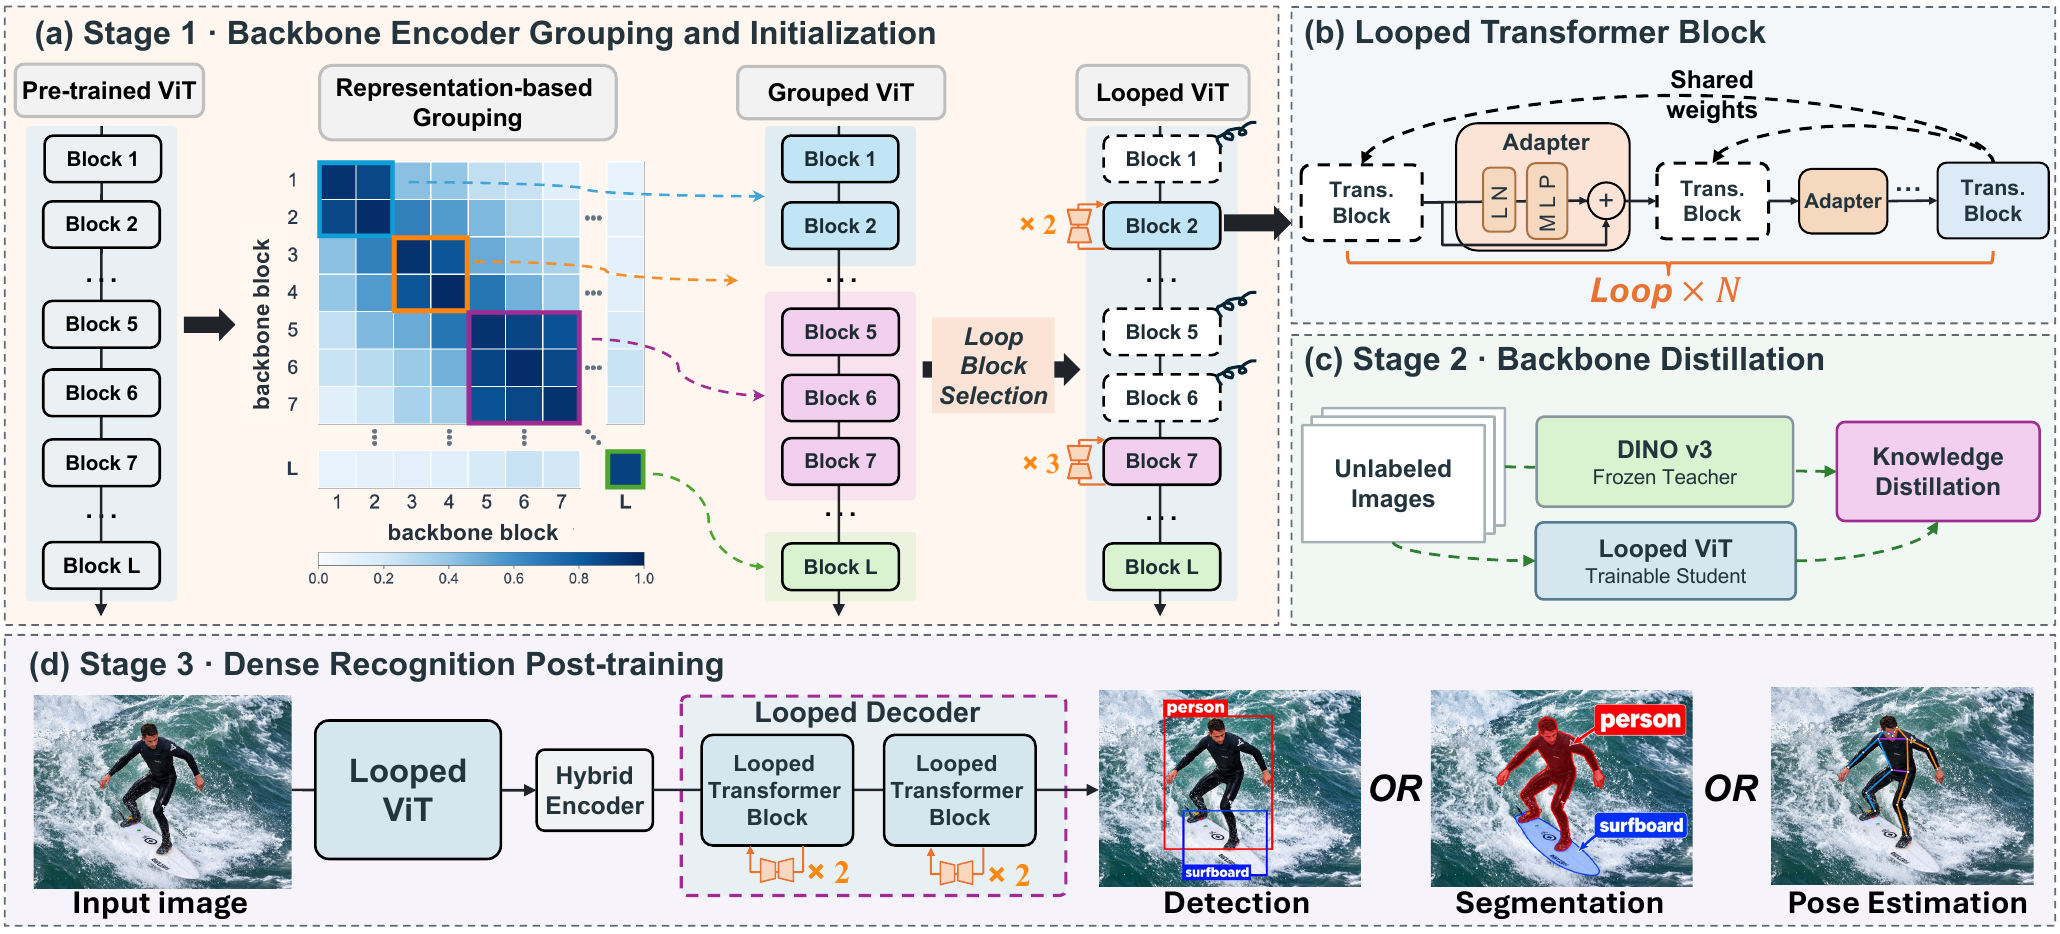 (a) Stage 1 · Backbone Encoder Grouping and Initialization
Pre-trained ViT
Block 1
Block 2
...
Block 5
Block 6
Block 7
...
Block L
Representation-based
Grouping
backbone block
1
2
3
4
5
6
7
L
1 2 3 4 5 6 7 L
backbone block
0.0 0.2 0.4 0.6 0.8 1.0
Grouped ViT
Block 1
Block 2
...
Block 5
Block 6
Block 7
...
Block L
Loop
Block
Selection
Looped ViT
Block 1
× 2
Block 2
...
Block 5
Block 6
× 3
Block 7
...
Block L
(b) Looped Transformer Block
Shared
weights
Trans.
Block
Adapter
LN
MLP
+
Trans.
Block
Adapter
...
Trans.
Block
Loop × N
(c) Stage 2 · Backbone Distillation
Unlabeled
Images
DINO v3
Frozen Teacher
Looped ViT
Trainable Student
Knowledge
Distillation
(d) Stage 3 · Dense Recognition Post-training
Input image
Looped
ViT
Hybrid
Encoder
Looped Decoder
Looped
Transformer
Block
× 2
Looped
Transformer
Block
× 2
person
surfboard
Detection
OR
person
surfboard
Segmentation
OR
Pose Estimation